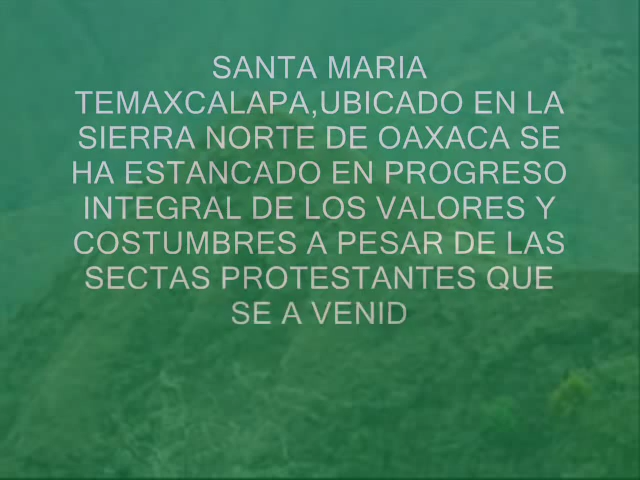 SANTA MARIA
TEMAXCALAPA,UBICADO EN LA
SIERRA NORTE DE OAXACA SE
HA ESTANCADO EN PROGRESO
INTEGRAL DE LOS VALORES Y
COSTUMBRES A PESAR DE LAS
SECTAS PROTESTANTES QUE
SE A VENID